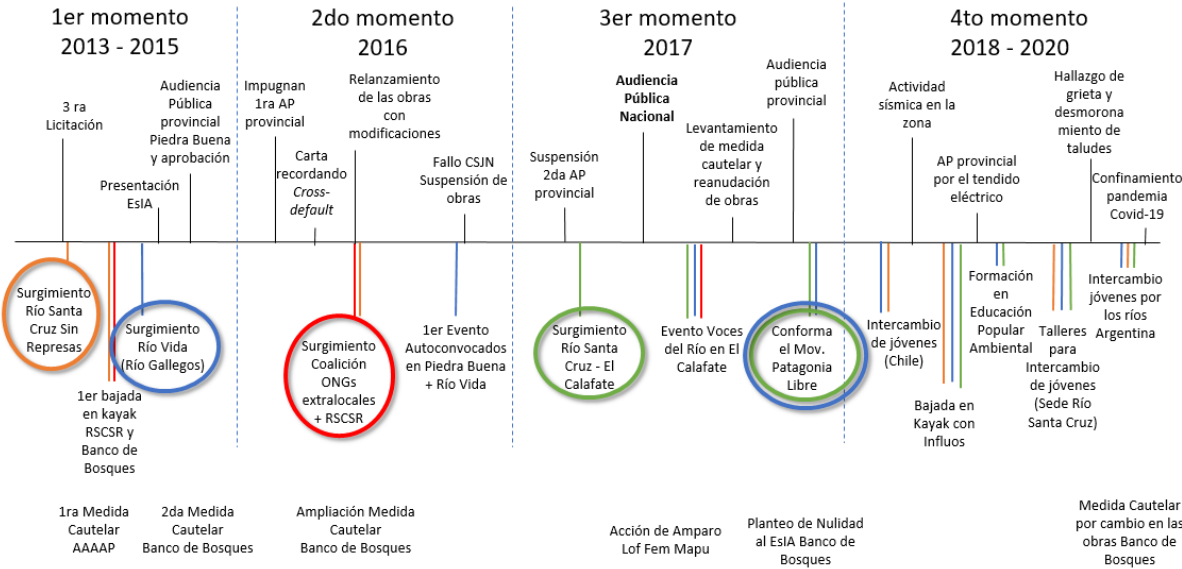 1er momento
2013 - 2015
2do momento
2016
3er momento
2017
4to momento
2018 - 2020
3 ra
Licitación
Presentación
EsIA
Audiencia
Pública
provincial
Piedra Buena
y aprobación
Impugnan
1ra AP
provincial
Carta
recordando
Cross-
default
Relanzamiento
de las obras
con
modificaciones
Fallo CSJN
Suspensión de
obras
Suspensión
2da AP
provincial
Audiencia
Pública
Nacional
Levantamiento
de medida
cautelar y
reanudación
de obras
Audiencia
pública
provincial
Actividad
sísmica en la
zona
AP provincial
por el tendido
eléctrico
Hallazgo de
grieta y
desmorona
miento de
taludes
Confinamiento
pandemia
Covid-19
Surgimiento
Río Santa
Cruz Sin
Represas
1er bajada
en kayak
RSCSR y
Banco de
Bosques
Surgimiento
Río Vida
(Río Gallegos)
Surgimiento
Coalición
ONGs
extralocales
+ RSCSR
1er Evento
Autoconvocados
en Piedra Buena
+ Río Vida
Surgimiento
Río Santa
Cruz - El
Calafate
Evento Voces
del Río en El
Calafate
Conforma
el Mov.
Patagonia
Libre
Intercambio
de jóvenes
(Chile)
Bajada en
Kayak con
Influos
Formación
en
Educación
Popular
Ambiental
Talleres
para
Intercambio
de jóvenes
(Sede Río
Santa Cruz)
Intercambio
jóvenes por
los ríos
Argentina
1ra Medida
Cautelar
AAAAP
2da Medida
Cautelar
Banco de Bosques
Ampliación Medida
Cautelar
Banco de Bosques
Acción de Amparo
Lof Fem Mapu
Planteo de Nulidad
al EsIA Banco de
Bosques
Medida Cautelar
por cambio en las
obras Banco de
Bosques